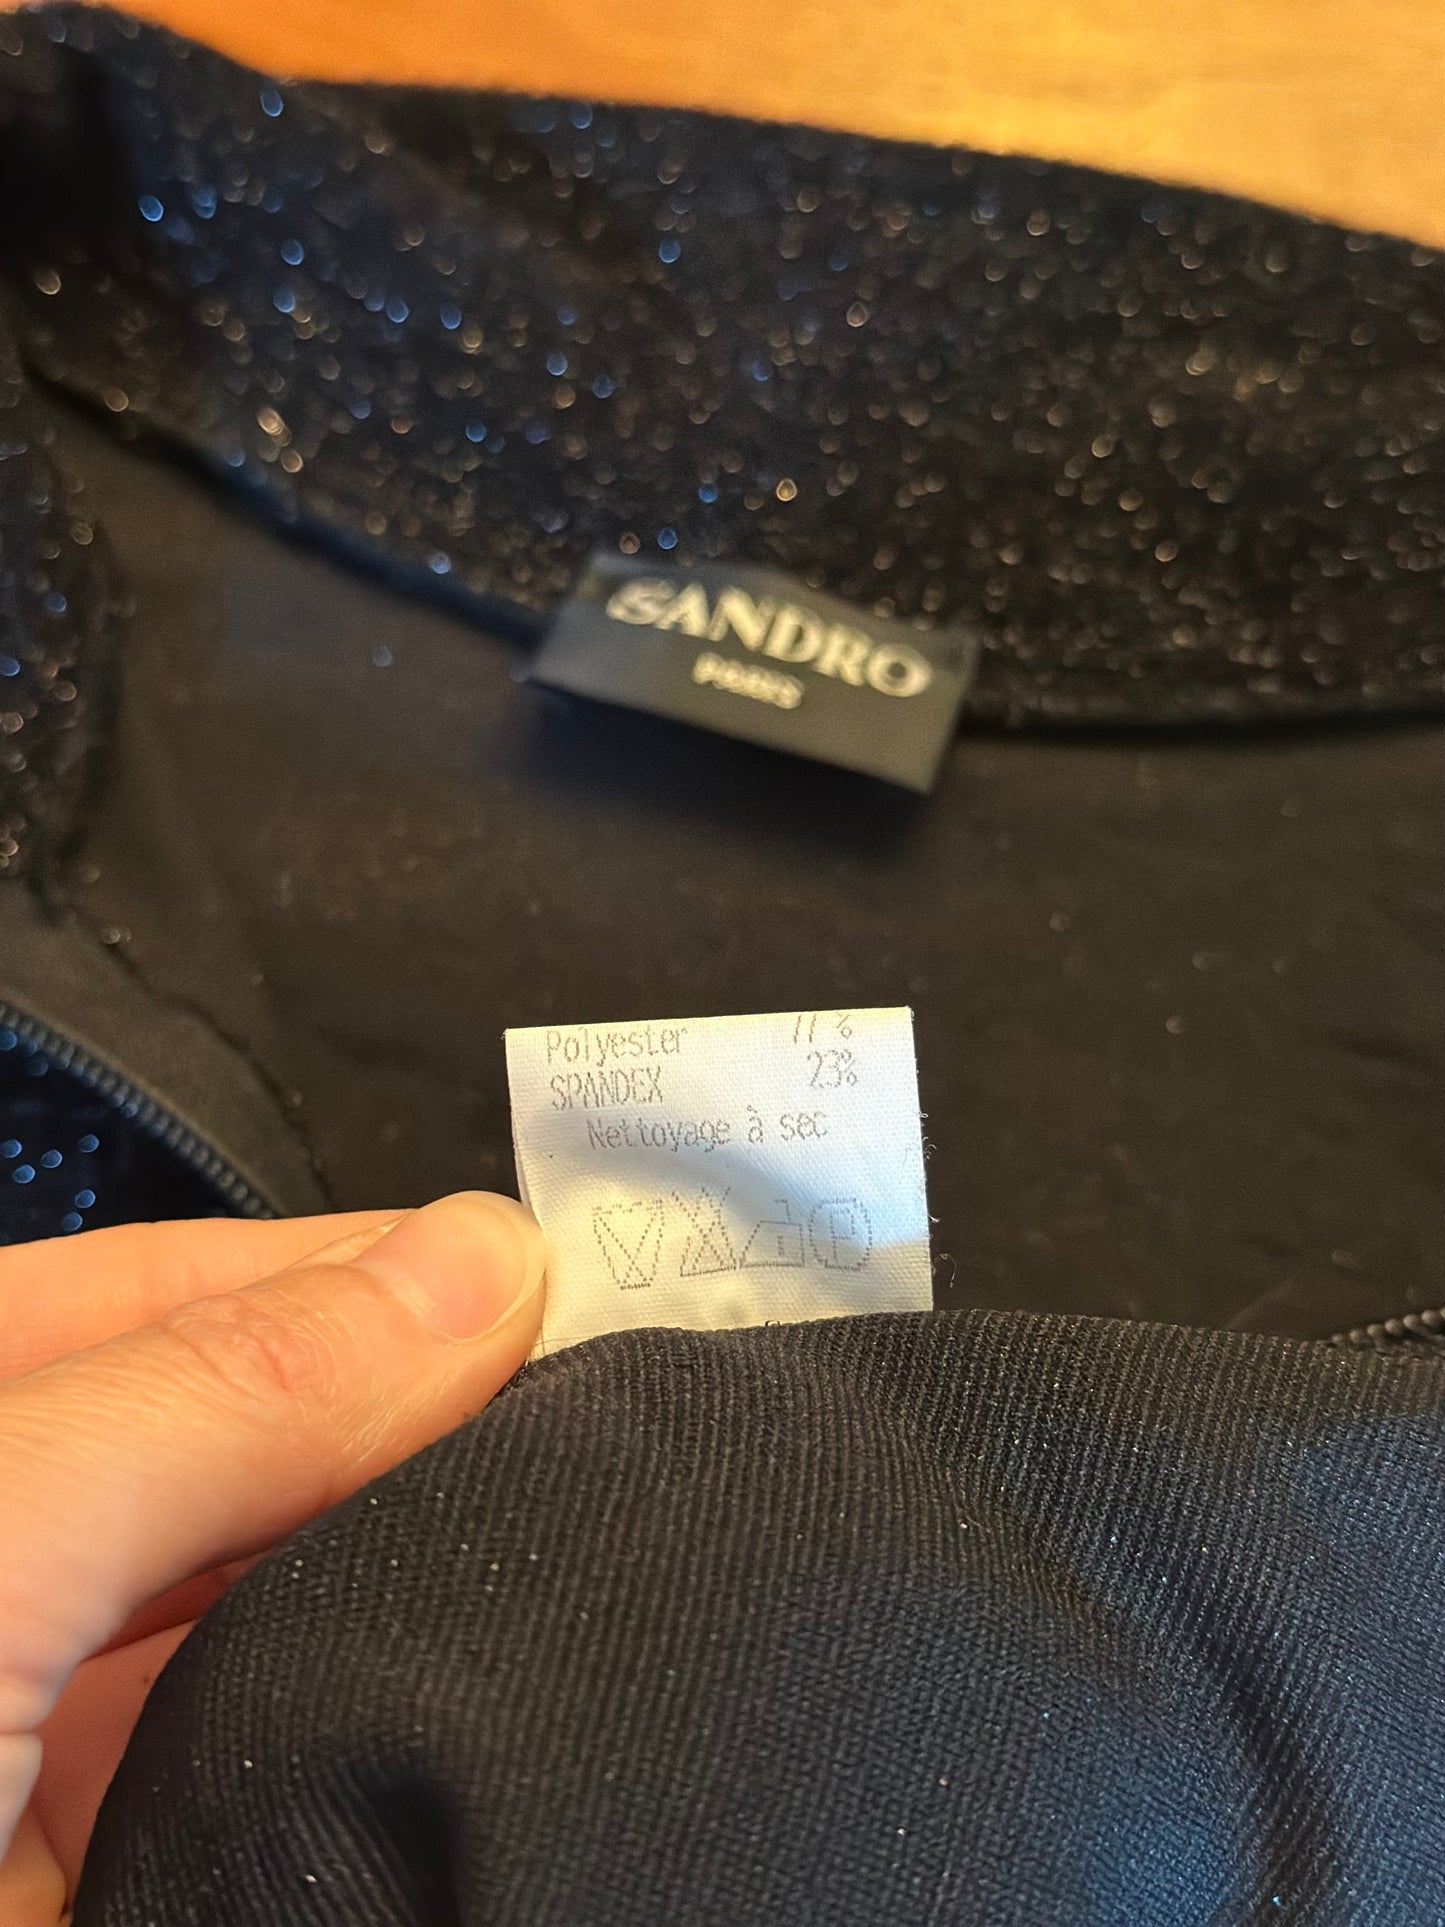 SANDRO
PARIS
Polyester 77 %
SPANDEX 23%
Nettoyage à sec
P